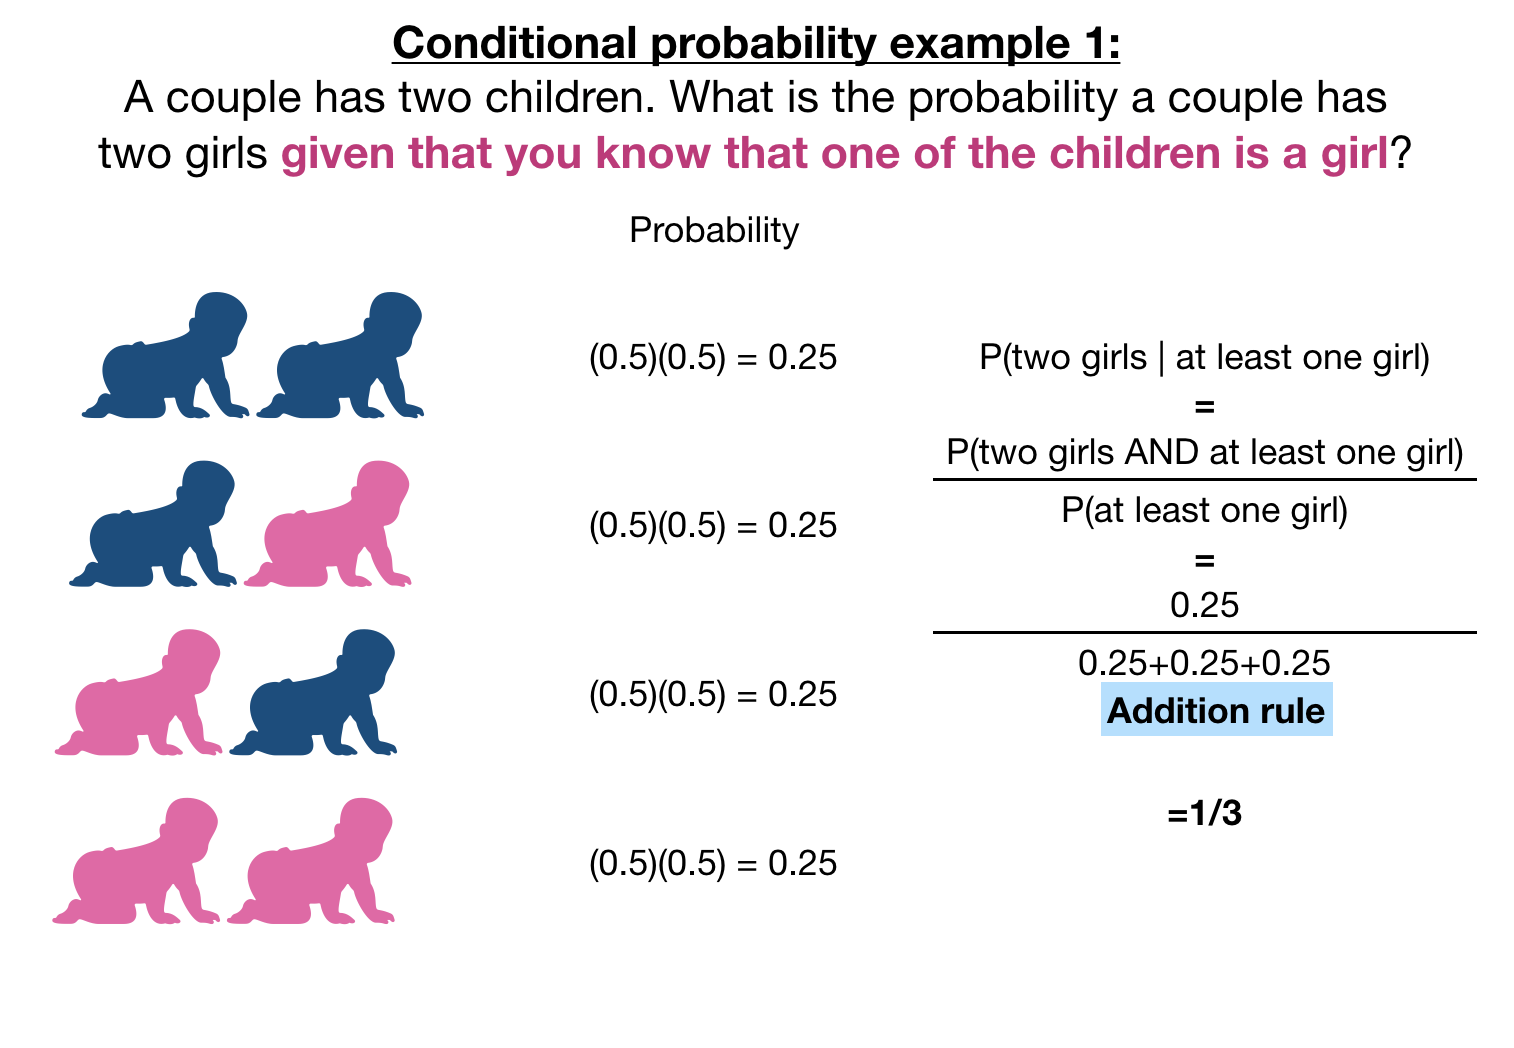 Conditional probability example 1:
A couple has two children. What is the probability a couple has
two girls given that you know that one of the children is a girl?
Probability
(0.5)(0.5) = 0.25
(0.5)(0.5) = 0.25
(0.5)(0.5) = 0.25
(0.5)(0.5) = 0.25
P(two girls | at least one girl)
=
P(two girls AND at least one girl)
P(at least one girl)
=
0.25
0.25+0.25+0.25
Addition rule
=1/3